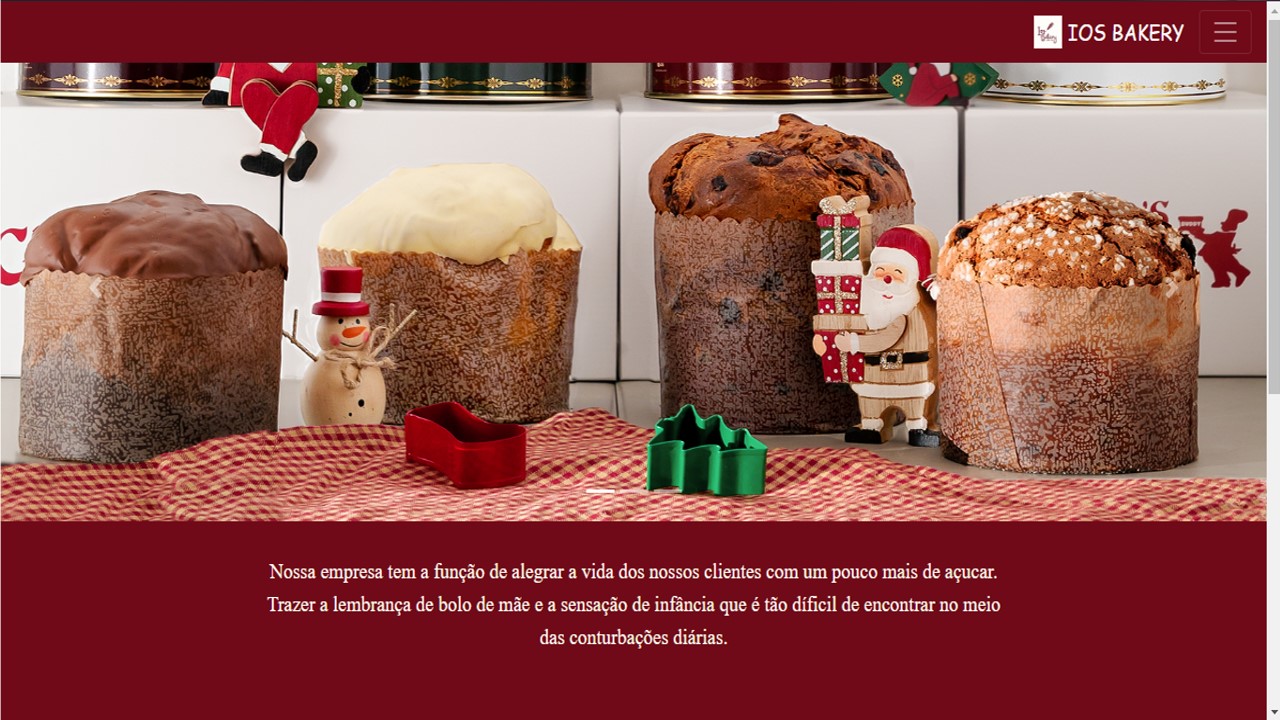 IOS BAKERY
Nossa empresa tem a função de alegrar a vida dos nossos clientes com um pouco mais de açucar.
Trazer a lembrança de bolo de mãe e a sensação de infância que é tão díficil de encontrar no meio
das conturbações diárias.